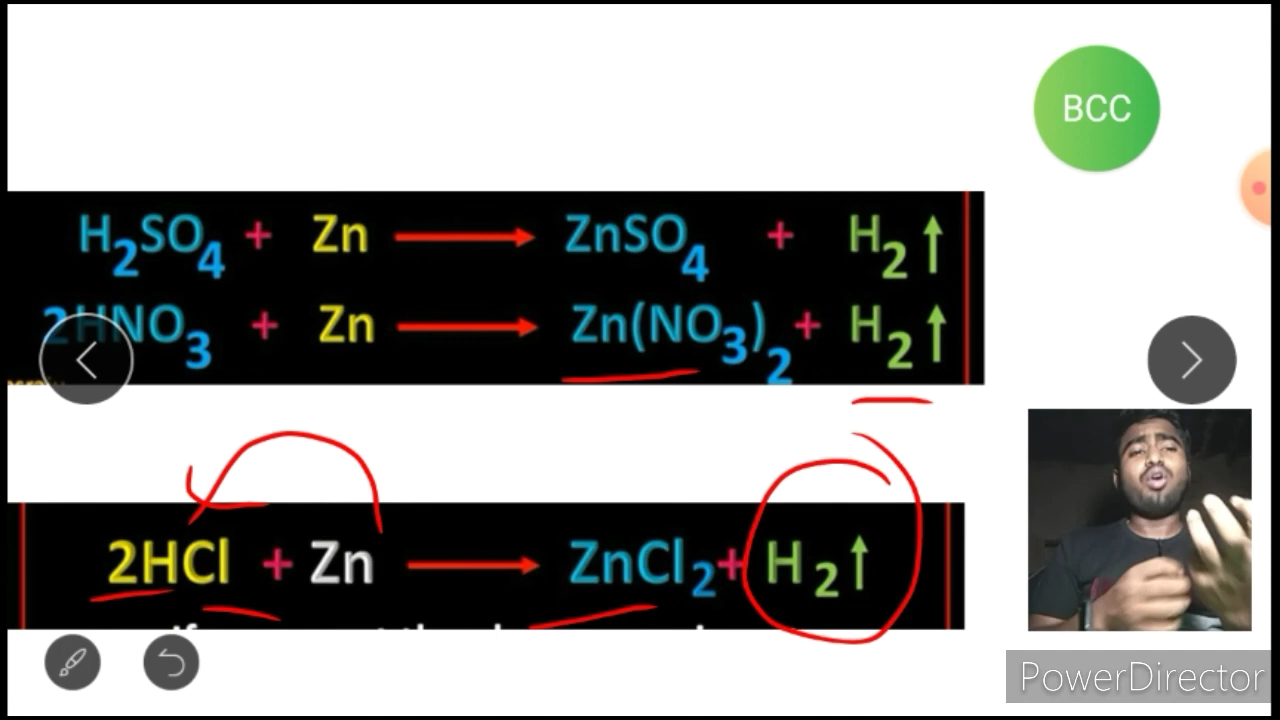 BCC
H₂SO₄ + Zn → ZnSO₄ + H₂↑
2HNO₃ + Zn → Zn(NO₃)₂ + H₂↑
2HCl + Zn → ZnCl₂ + H₂↑
PowerDirector